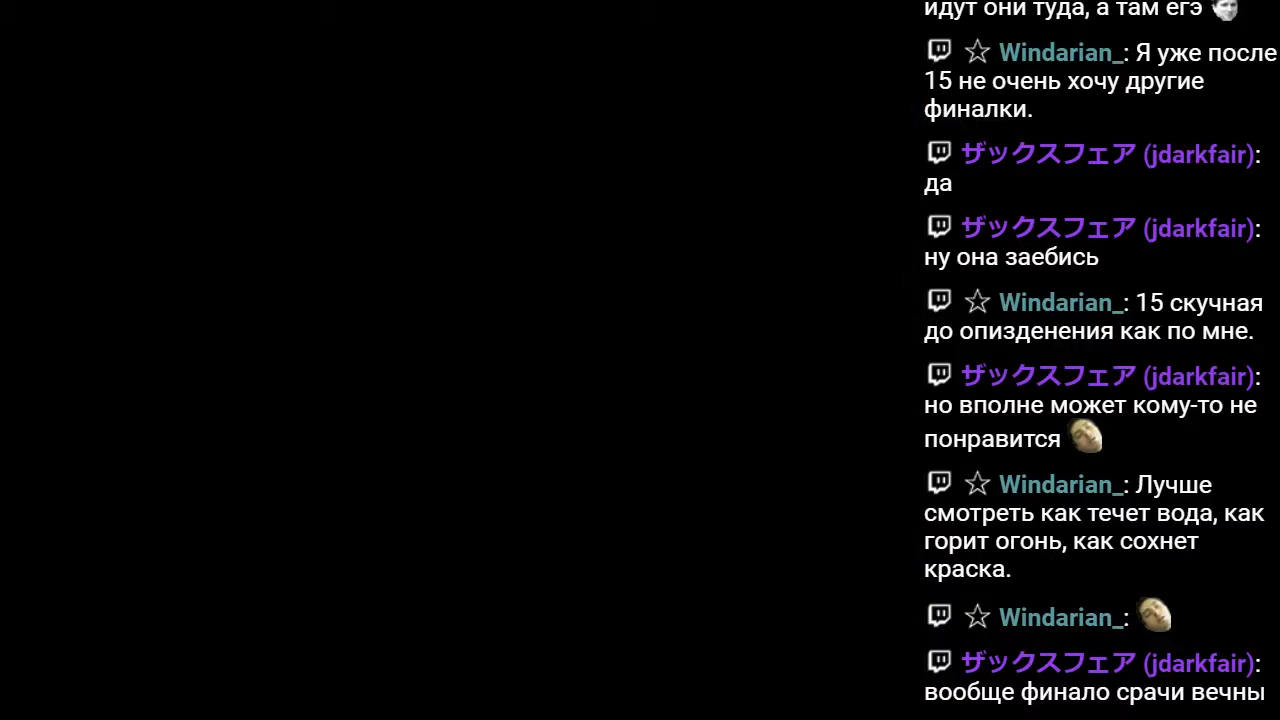 идут они туда, а там егэ
Windarian_: Я уже после
15 не очень хочу другие
финалки.
ザックスフェア (jdarkfair):
да
ザックスフェア (jdarkfair):
ну она заебись
Windarian_: 15 скучная
до опизденения как по мне.
ザックスフェア (jdarkfair):
но вполне может кому-то не
понравится
Windarian_: Лучше
смотреть как течет вода, как
горит огонь, как сохнет
краска.
Windarian_:
ザックスフェア (jdarkfair):
вообще финало срачи вечны